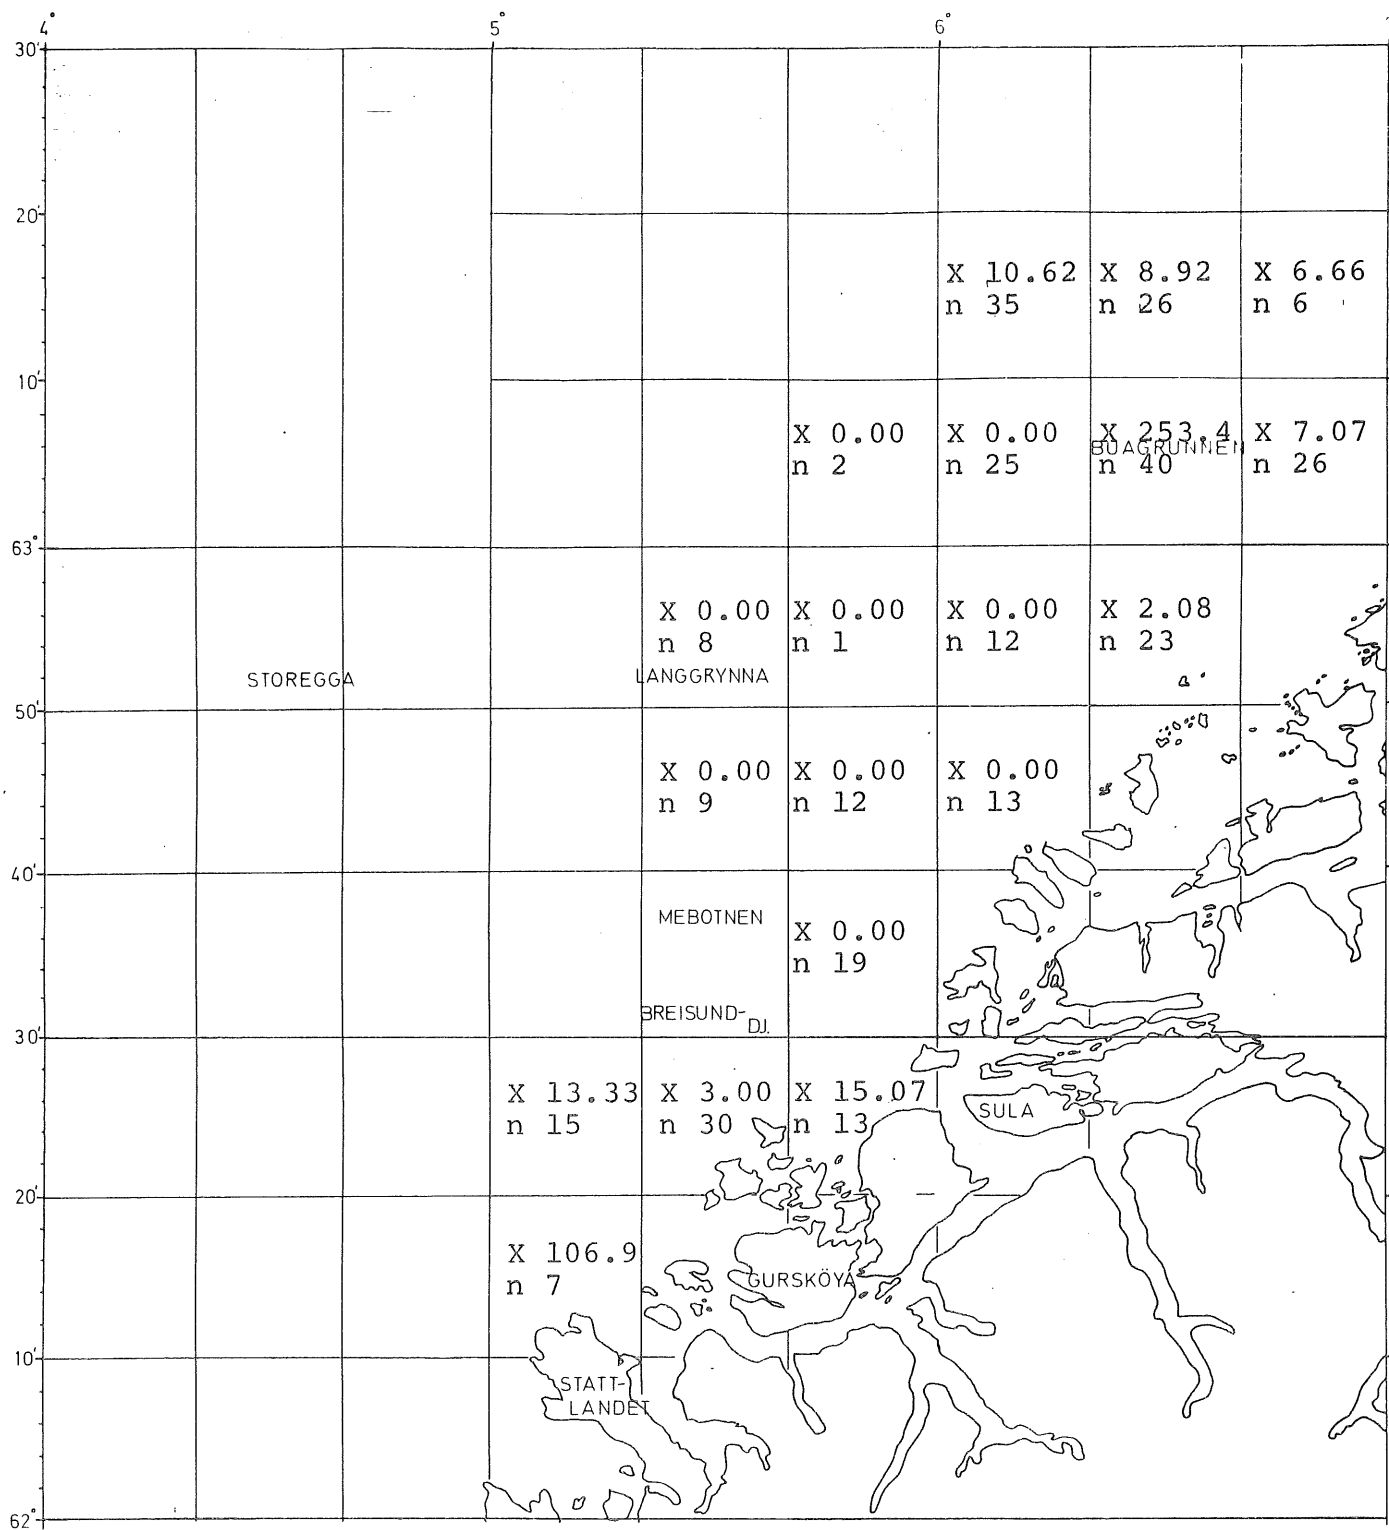 4° 5° 6°
30'
20'
X 10.62 X 8.92 X 6.66
n 35 n 26 n 6
10'
X 0.00 X 0.00 X 253.4 X 7.07
BUAGRUNNEN
n 2 n 25 n 40 n 26
63°
X 0.00 X 0.00 X 0.00 X 2.08
n 8 n 1 n 12 n 23
STOREGGA LANGGRYNNA
50'
X 0.00 X 0.00 X 0.00
n 9 n 12 n 13
40'
MEBOTNEN
X 0.00
n 19
BREISUND-
DJ.
30'
X 13.33 X 3.00 X 15.07
SULA
n 15 n 30 n 13
20'
X 106.9
GURSKÖYA
n 7
10'
STATT-
LANDET
62°